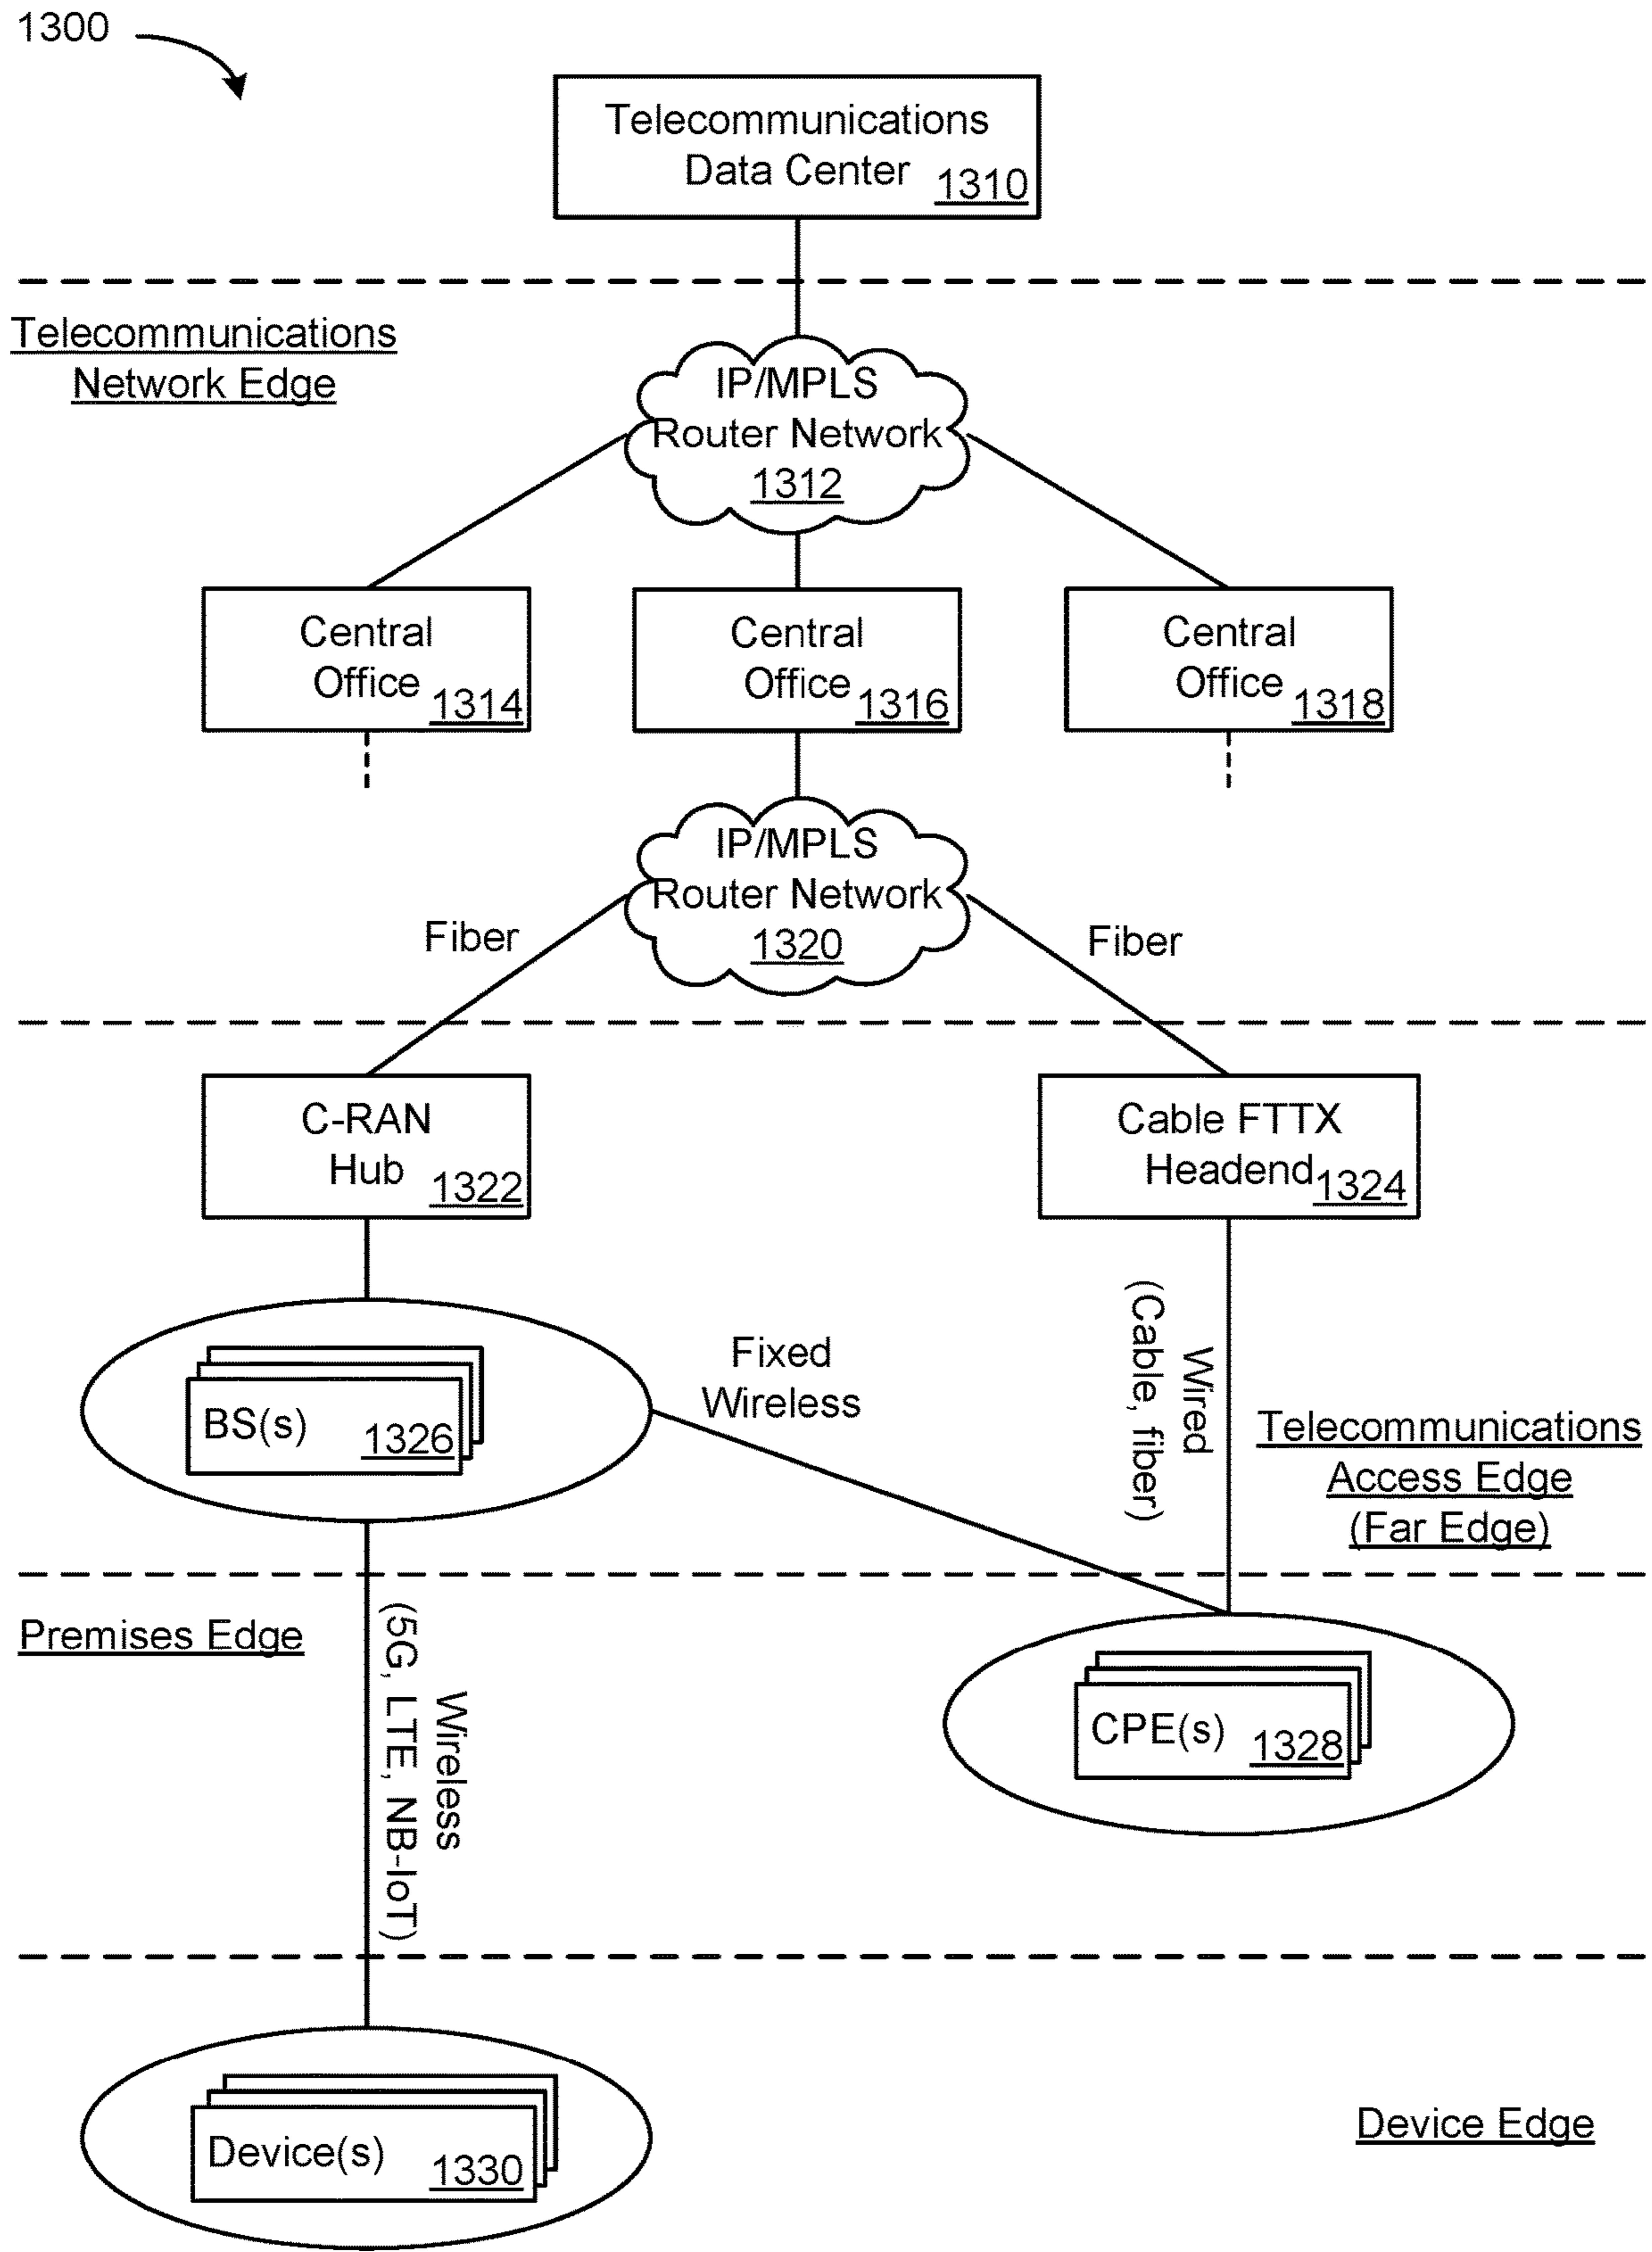 1300
Telecommunications
Data Center 1310
Telecommunications
Network Edge
IP/MPLS
Router Network
1312
Central
Office 1314
Central
Office 1316
Central
Office 1318
IP/MPLS
Router Network
1320
Fiber
Fiber
C-RAN
Hub 1322
Cable FTTX
Headend 1324
Wired
(Cable, fiber)
Fixed
Wireless
BS(s) 1326
Telecommunications
Access Edge
(Far Edge)
Premises Edge
Wireless
(5G, LTE, NB-IoT)
CPE(s) 1328
Device(s) 1330
Device Edge